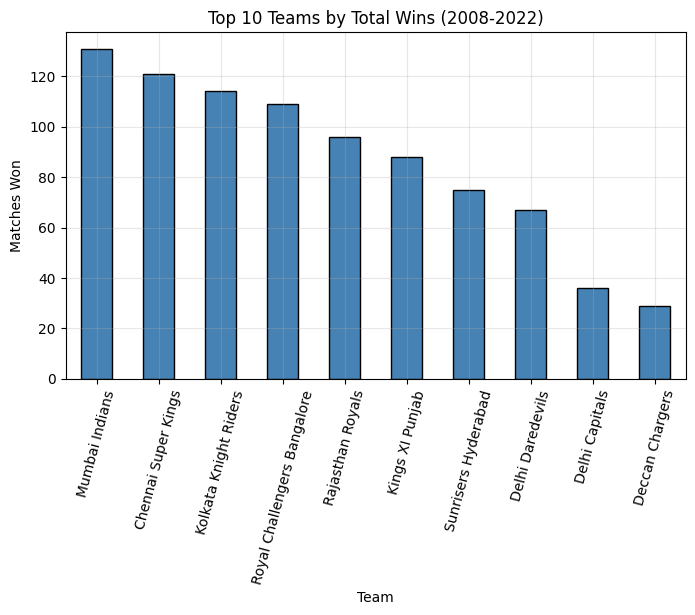 Top 10 Teams by Total Wins (2008-2022)
Matches Won
120
100
80
60
40
20
0
Mumbai Indians
Chennai Super Kings
Kolkata Knight Riders
Royal Challengers Bangalore
Rajasthan Royals
Kings XI Punjab
Sunrisers Hyderabad
Delhi Daredevils
Delhi Capitals
Deccan Chargers
Team